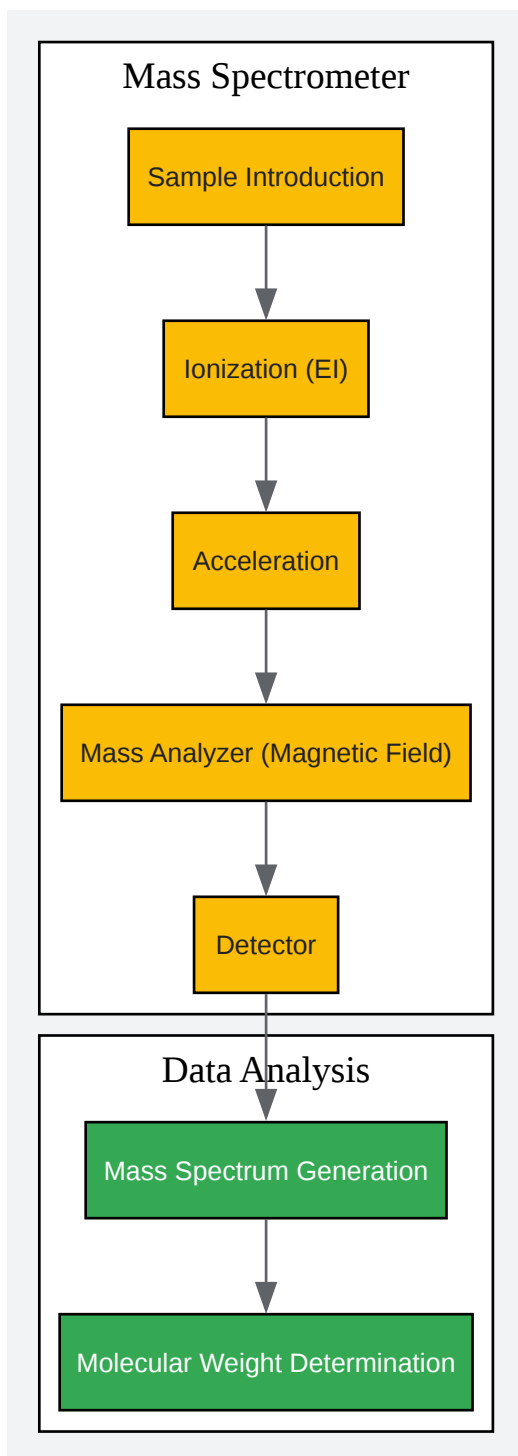 Mass Spectrometer
Sample Introduction
Ionization (EI)
Acceleration
Mass Analyzer (Magnetic Field)
Detector
Data Analysis
Mass Spectrum Generation
Molecular Weight Determination